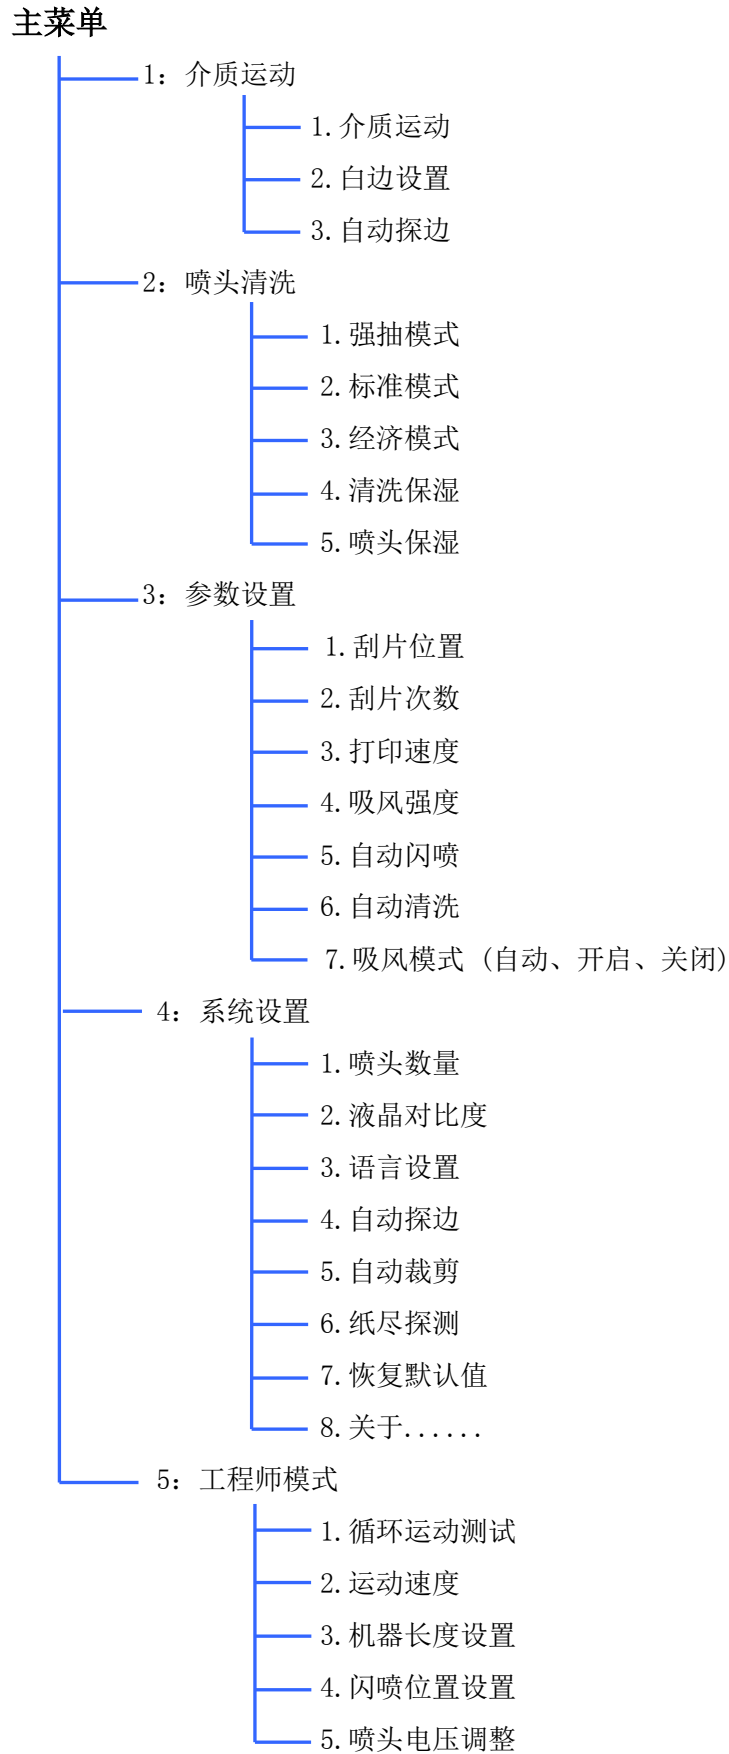 主菜单
1: 介质运动
1.介质运动
2.白边设置
3.自动探边
2: 喷头清洗
1.强抽模式
2.标准模式
3.经济模式
4.清洗保湿
5.喷头保湿
3: 参数设置
1.刮片位置
2.刮片次数
3.打印速度
4.吸风强度
5.自动闪喷
6.自动清洗
7.吸风模式 (自动、开启、关闭)
4: 系统设置
1.喷头数量
2.液晶对比度
3.语言设置
4.自动探边
5.自动裁剪
6.纸尽探测
7.恢复默认值
8.关于......
5: 工程师模式
1.循环运动测试
2.运动速度
3.机器长度设置
4.闪喷位置设置
5.喷头电压调整